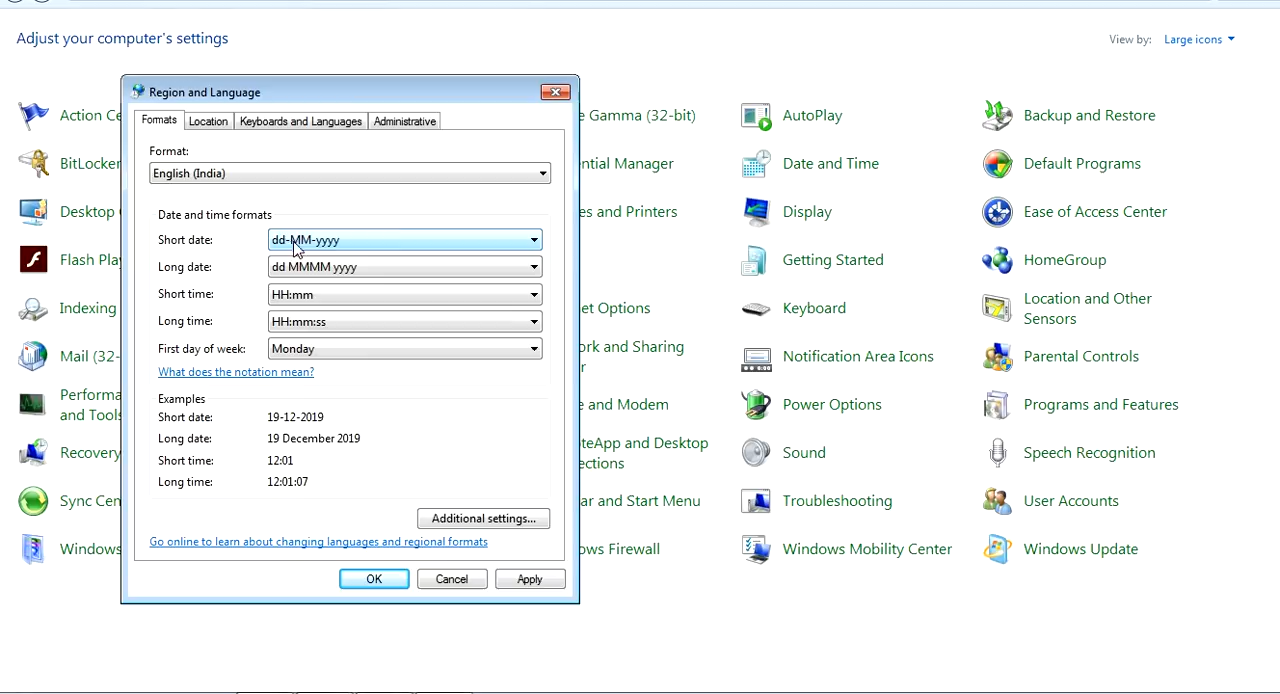 Adjust your computer's settings
View by: Large icons
Region and Language
Formats Location Keyboards and Languages Administrative
Format:
English (India)
Date and time formats
Short date: dd-MM-yyyy
Long date: dd MMMM yyyy
Short time: HH:mm
Long time: HH:mm:ss
First day of week: Monday
What does the notation mean?
Examples
Short date: 19-12-2019
Long date: 19 December 2019
Short time: 12:01
Long time: 12:01:07
Additional settings...
Go online to learn about changing languages and regional formats
OK Cancel Apply
Action Ce
BitLocker
Desktop
Flash Play
Indexing
Mail (32-
Performa
and Tools
Recovery
Sync Cen
Windows
Gamma (32-bit)
ential Manager
es and Printers
et Options
ork and Sharing
r
e and Modem
teApp and Desktop
ections
ar and Start Menu
ows Firewall
AutoPlay
Date and Time
Display
Getting Started
Keyboard
Notification Area Icons
Power Options
Sound
Troubleshooting
Windows Mobility Center
Backup and Restore
Default Programs
Ease of Access Center
HomeGroup
Location and Other
Sensors
Parental Controls
Programs and Features
Speech Recognition
User Accounts
Windows Update